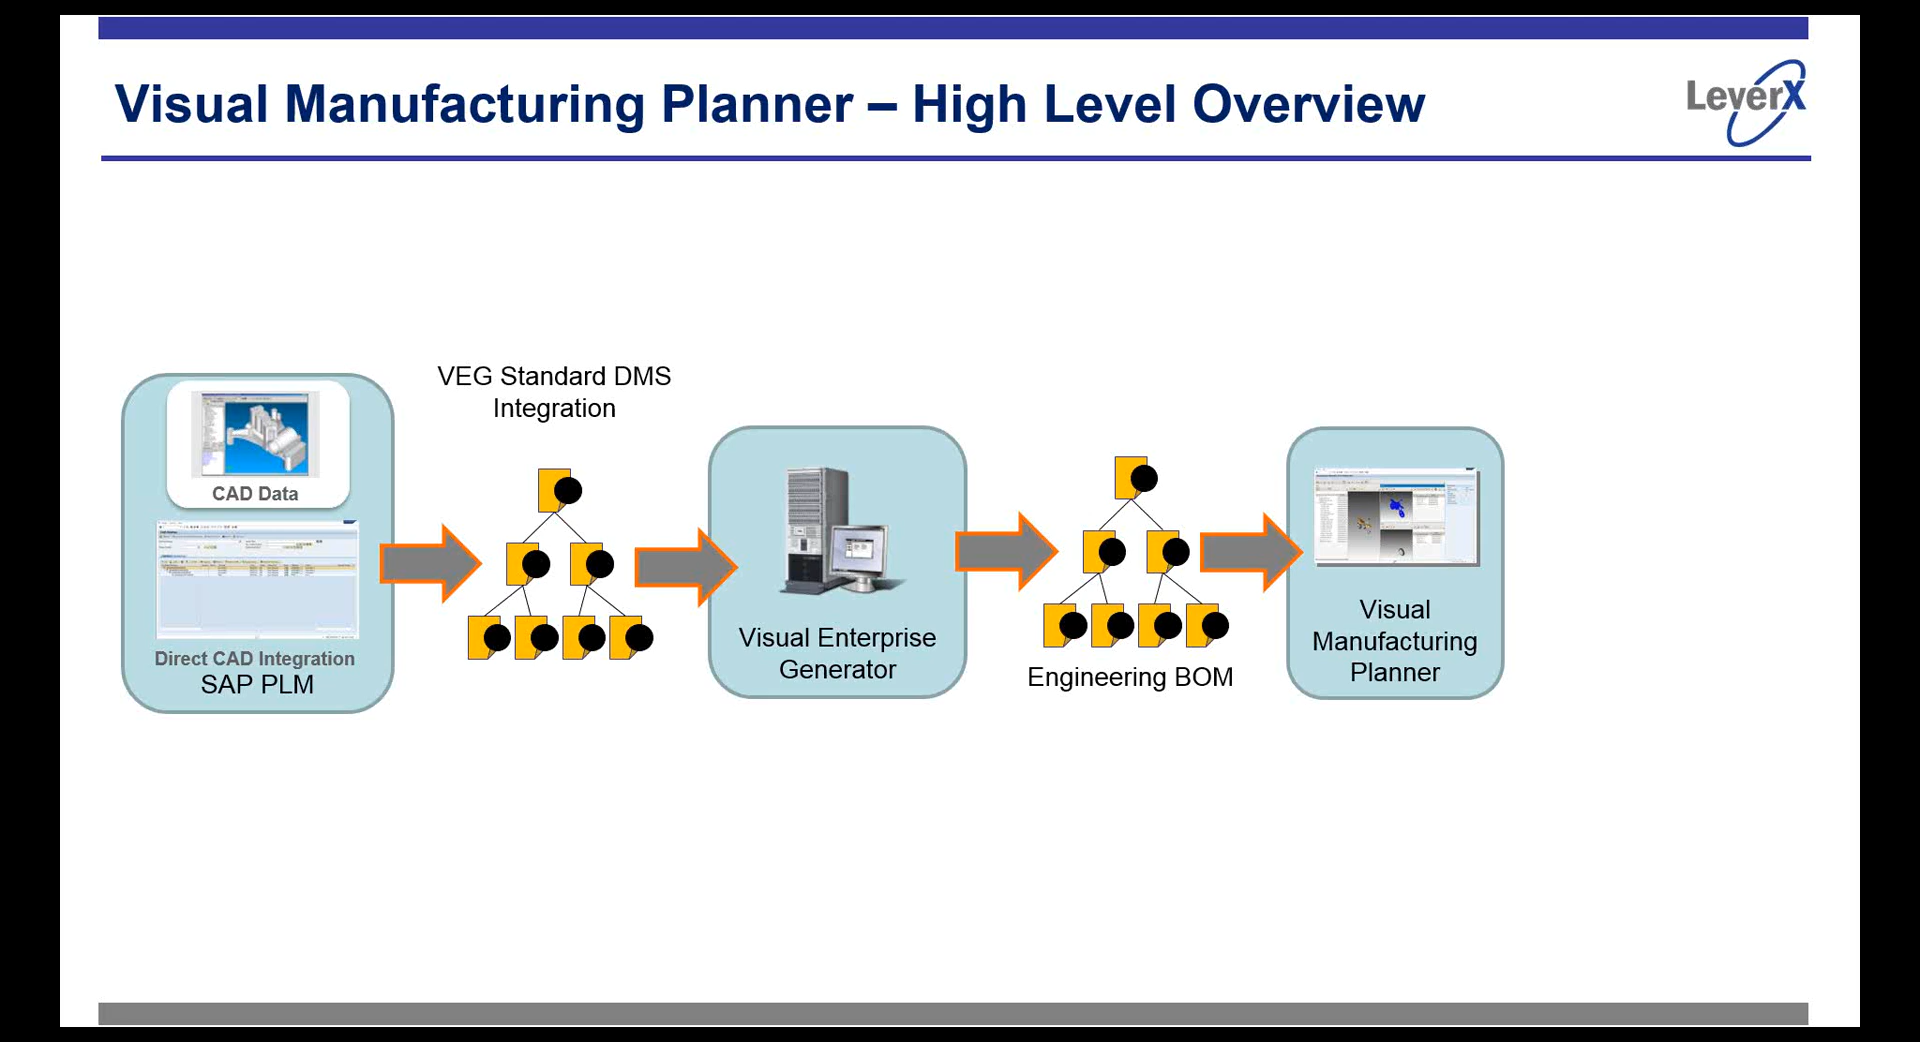 Visual Manufacturing Planner – High Level Overview
LeverX
VEG Standard DMS
Integration
CAD Data
Direct CAD Integration
SAP PLM
Visual Enterprise
Generator
Engineering BOM
Visual
Manufacturing
Planner